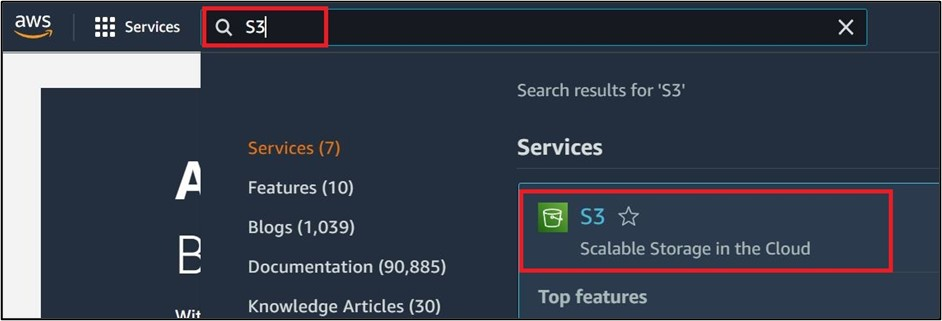 aws
Services
S3
Search results for 'S3'
Services (7)
Features (10)
Blogs (1,039)
Documentation (90,885)
Knowledge Articles (30)
Services
S3
Scalable Storage in the Cloud
Top features
A
B